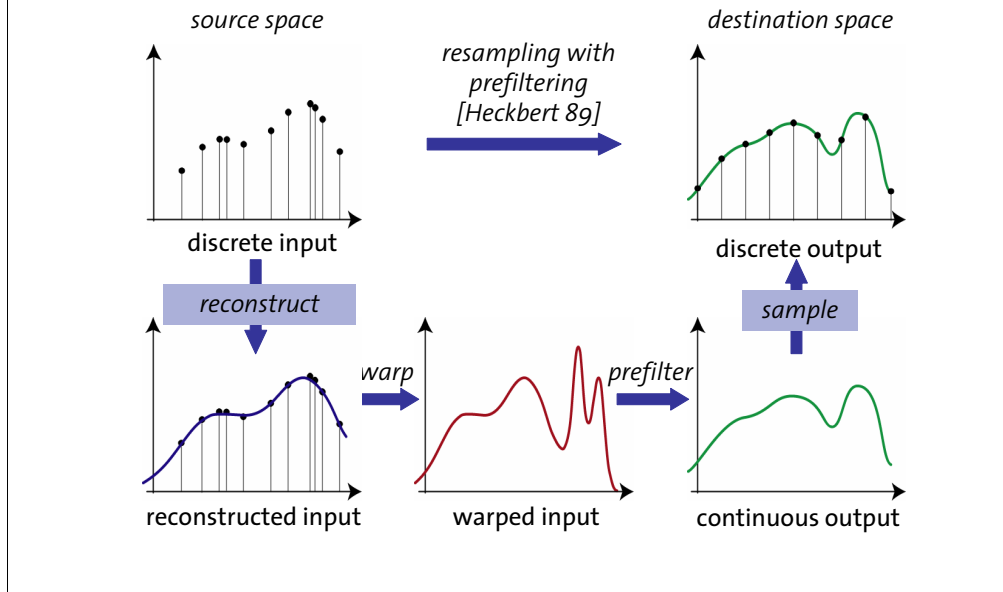 source space
destination space
resampling with
prefiltering
[Heckbert 89]
discrete input
discrete output
reconstruct
sample
warp
prefilter
reconstructed input
warped input
continuous output